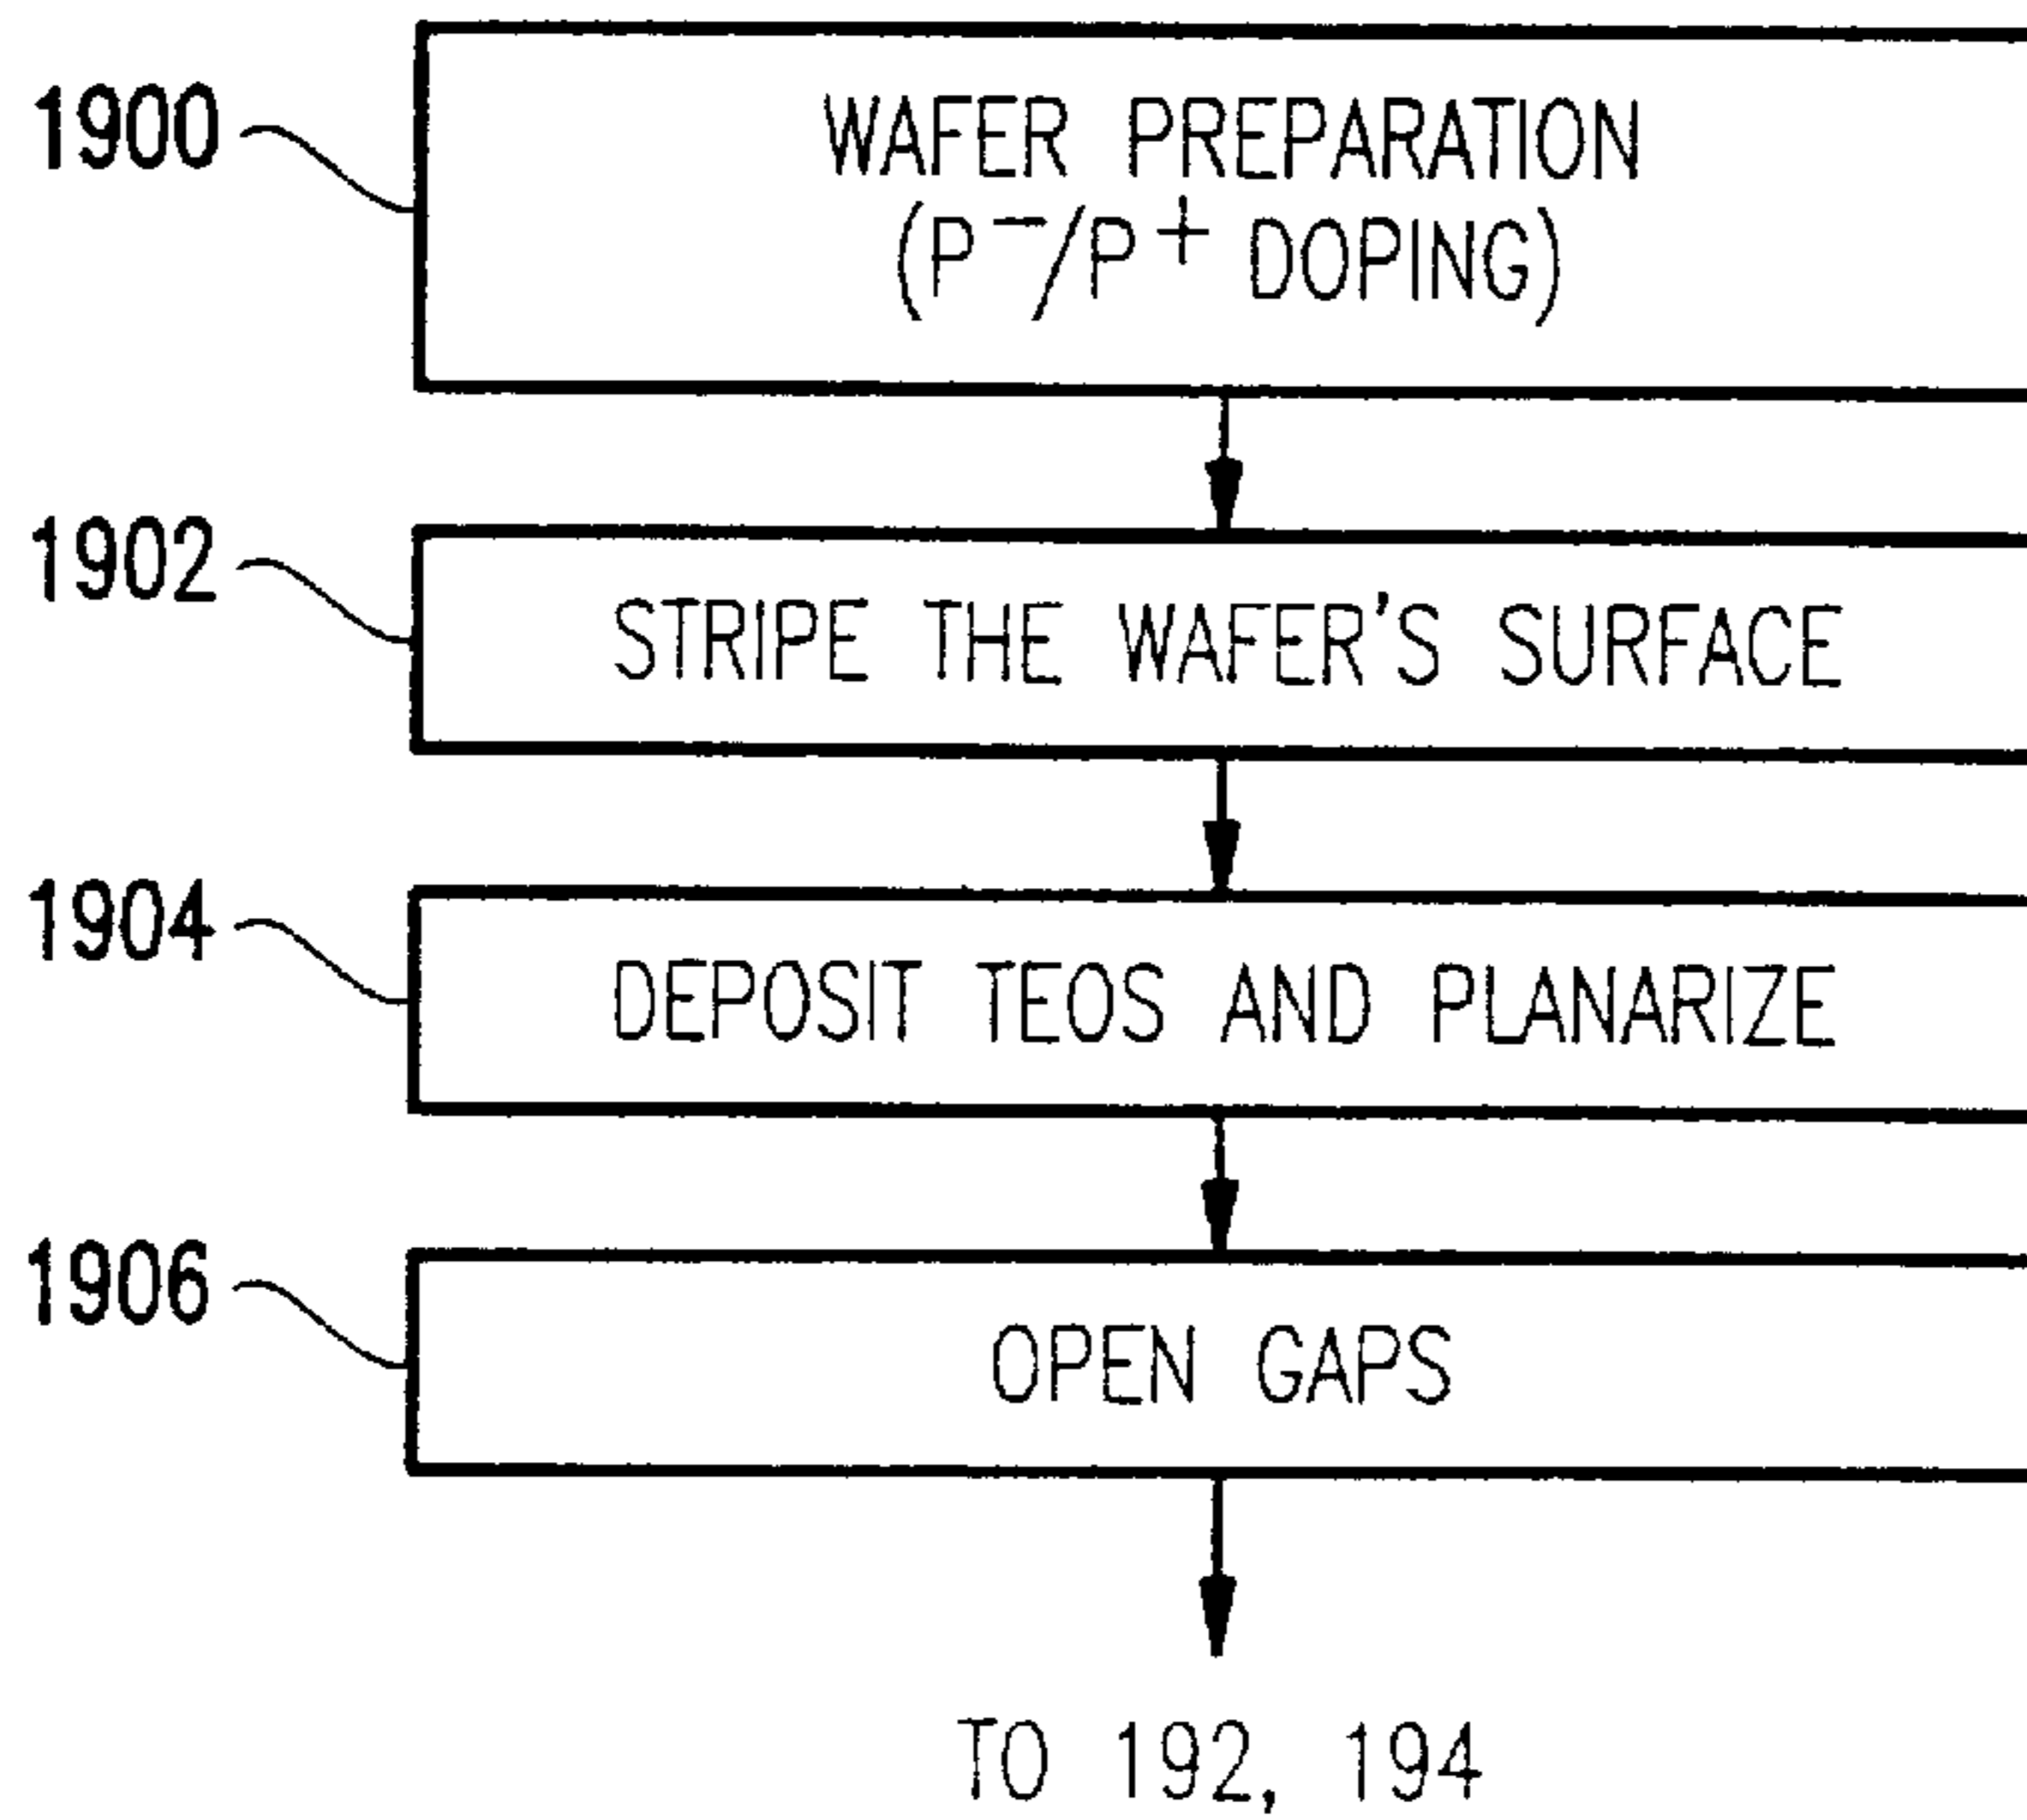 1900
WAFER PREPARATION
(P⁻/P⁺ DOPING)
1902
STRIPE THE WAFER'S SURFACE
1904
DEPOSIT TEOS AND PLANARIZE
1906
OPEN GAPS
TO 192, 194